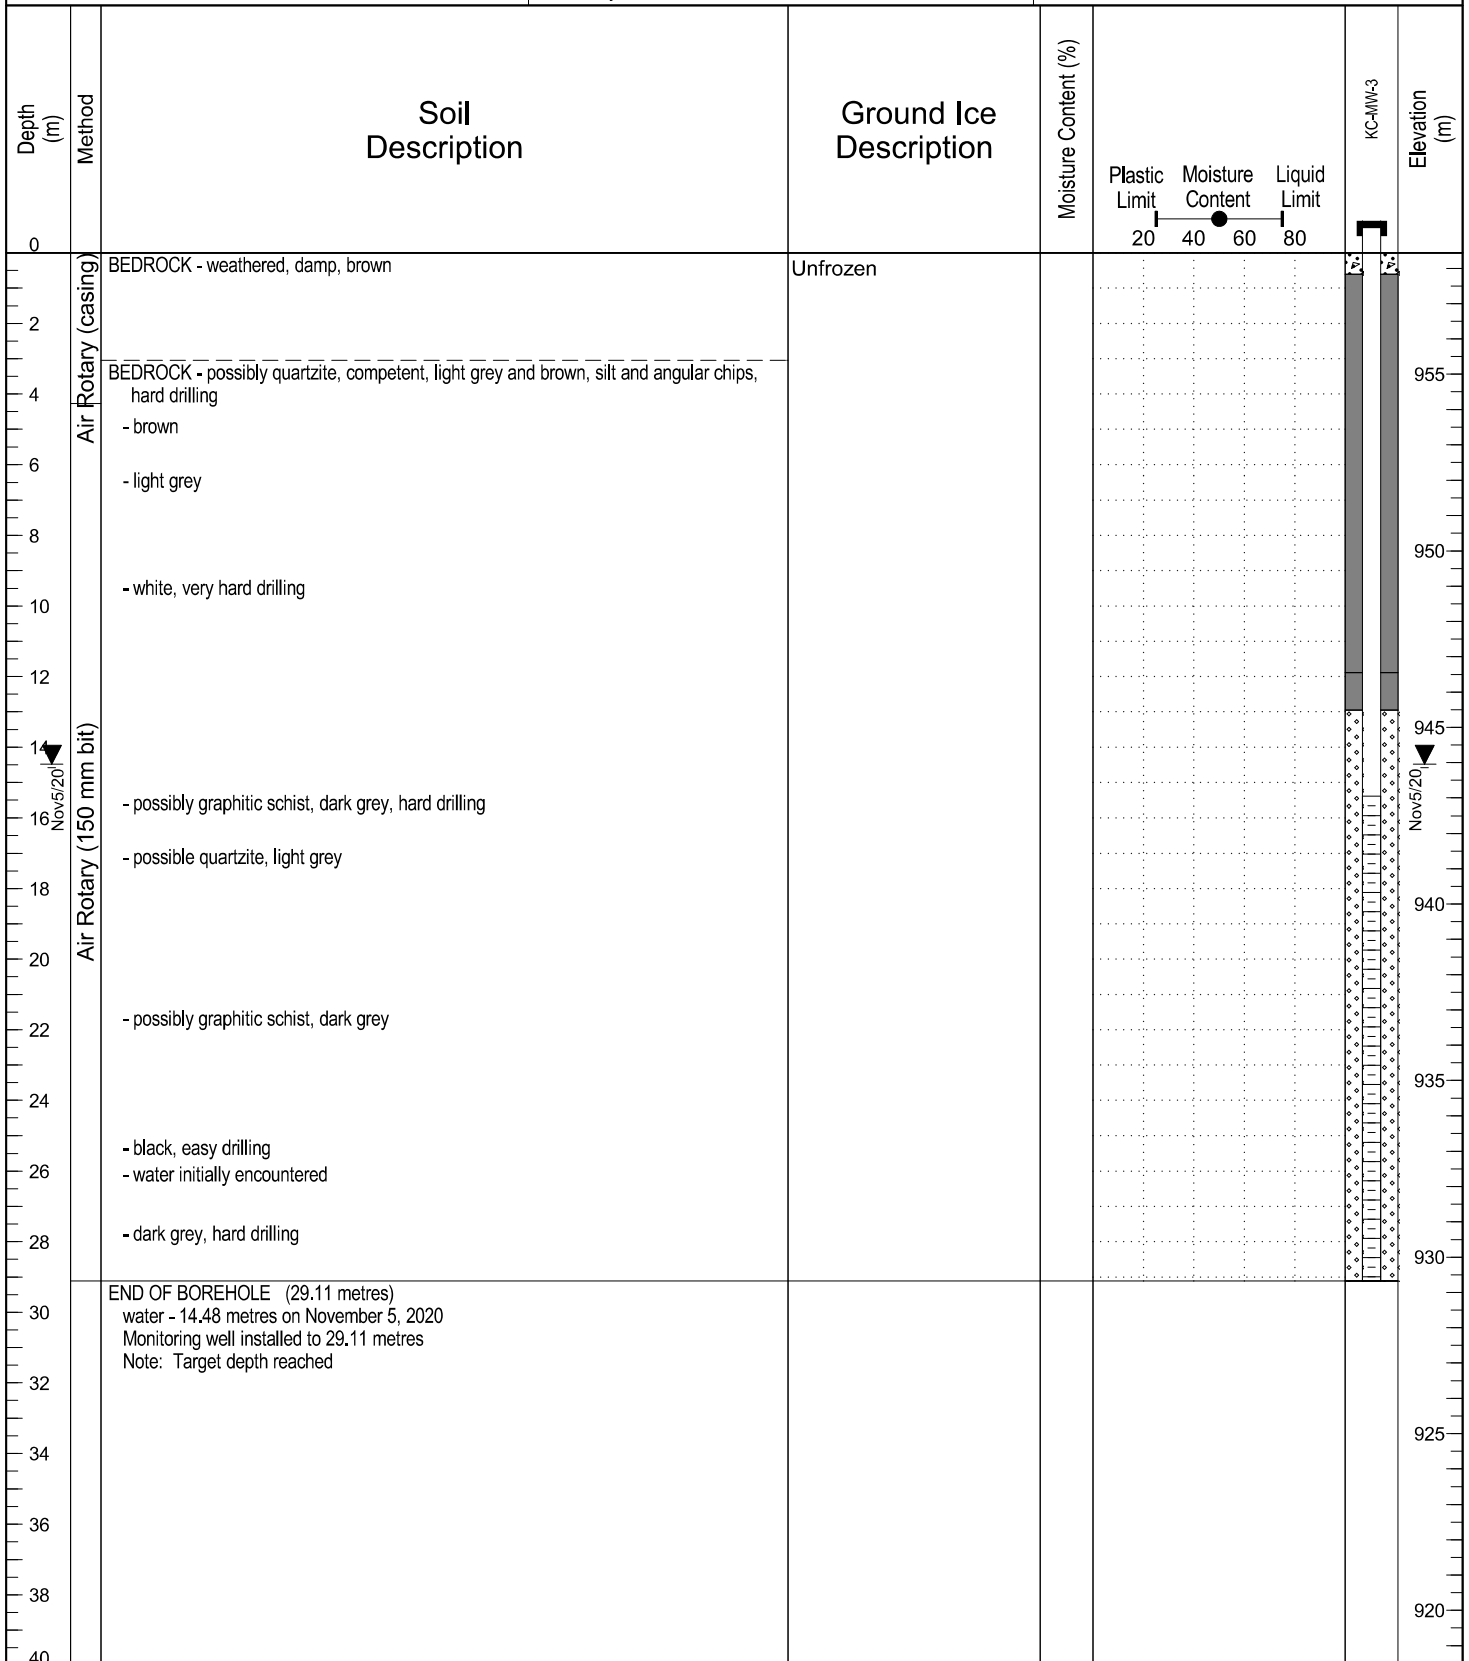 Depth
(m)
Method
Soil
Description
Ground Ice
Description
Moisture Content (%)
Plastic
Limit
Moisture
Content
Liquid
Limit
20 40 60 80
KC-MW-3
Elevation
(m)
0
2
4
6
8
10
12
14
16
18
20
22
24
26
28
30
32
34
36
38
40
Nov5/20
Air Rotary (casing)
Air Rotary (150 mm bit)
BEDROCK - weathered, damp, brown
BEDROCK - possibly quartzite, competent, light grey and brown, silt and angular chips,
hard drilling
- brown
- light grey
- white, very hard drilling
- possibly graphitic schist, dark grey, hard drilling
- possible quartzite, light grey
- possibly graphitic schist, dark grey
- black, easy drilling
- water initially encountered
- dark grey, hard drilling
END OF BOREHOLE (29.11 metres)
water - 14.48 metres on November 5, 2020
Monitoring well installed to 29.11 metres
Note: Target depth reached
Unfrozen
955
950
945
Nov5/20
940
935
930
925
920